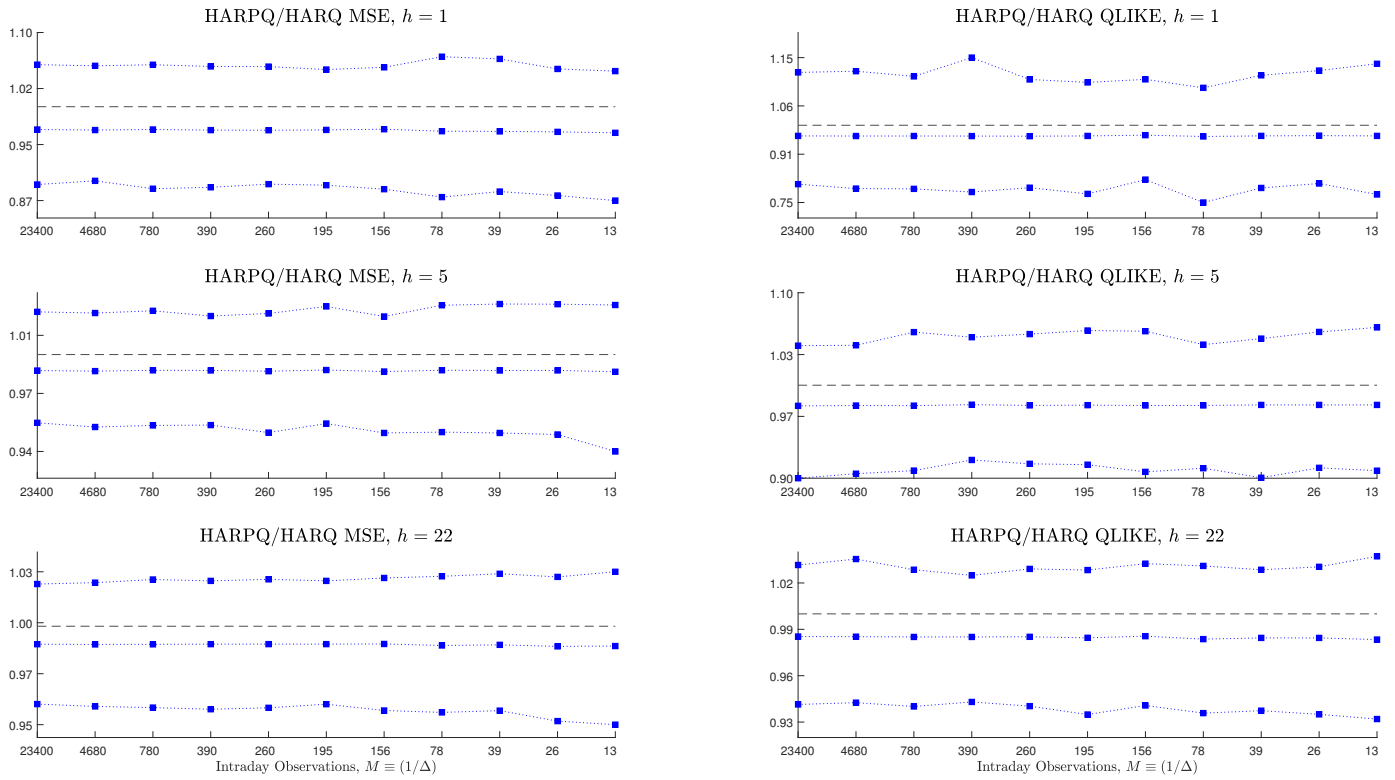 HARPQ/HARQ MSE, h = 1
1.10
1.02
0.95
0.87
23400 4680 780 390 260 195 156 78 39 26 13
HARPQ/HARQ QLIKE, h = 1
1.15
1.06
0.91
0.75
23400 4680 780 390 260 195 156 78 39 26 13
HARPQ/HARQ MSE, h = 5
1.01
0.97
0.94
23400 4680 780 390 260 195 156 78 39 26 13
HARPQ/HARQ QLIKE, h = 5
1.10
1.03
0.97
0.90
23400 4680 780 390 260 195 156 78 39 26 13
HARPQ/HARQ MSE, h = 22
1.03
1.00
0.97
0.95
23400 4680 780 390 260 195 156 78 39 26 13
Intraday Observations, M ≡ (1/Δ)
HARPQ/HARQ QLIKE, h = 22
1.02
0.99
0.96
0.93
23400 4680 780 390 260 195 156 78 39 26 13
Intraday Observations, M ≡ (1/Δ)